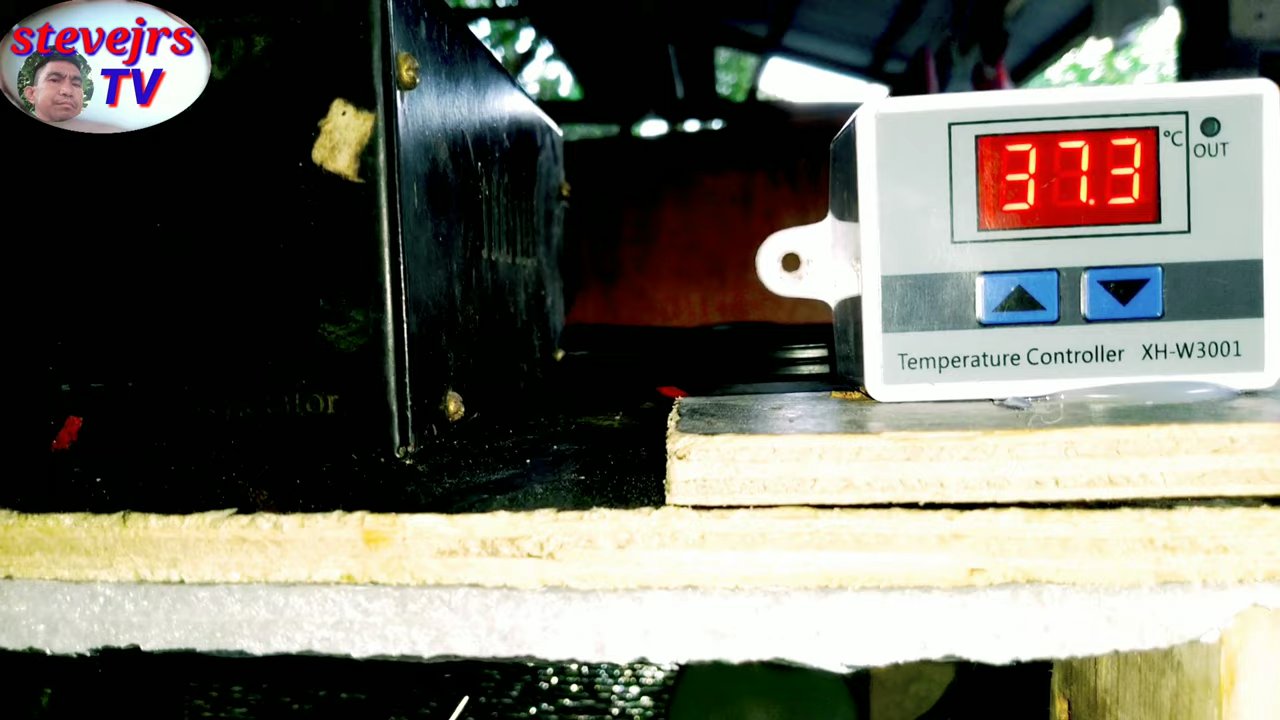 stevejrs
TV
37.3
°C
OUT
Temperature Controller XH-W3001